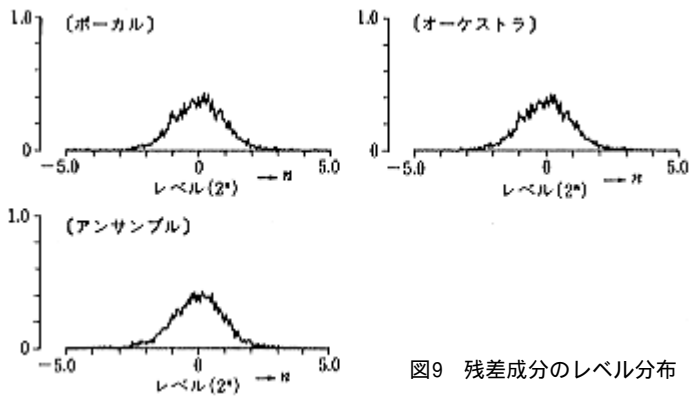 1.0
(ボーカル)
0
-5.0 0 5.0
レベル(2ⁿ) → n
1.0
(オーケストラ)
0
-5.0 0 5.0
レベル(2ⁿ) → n
1.0
(アンサンブル)
0
-5.0 0 5.0
レベル(2ⁿ) → n
図9 残差成分のレベル分布